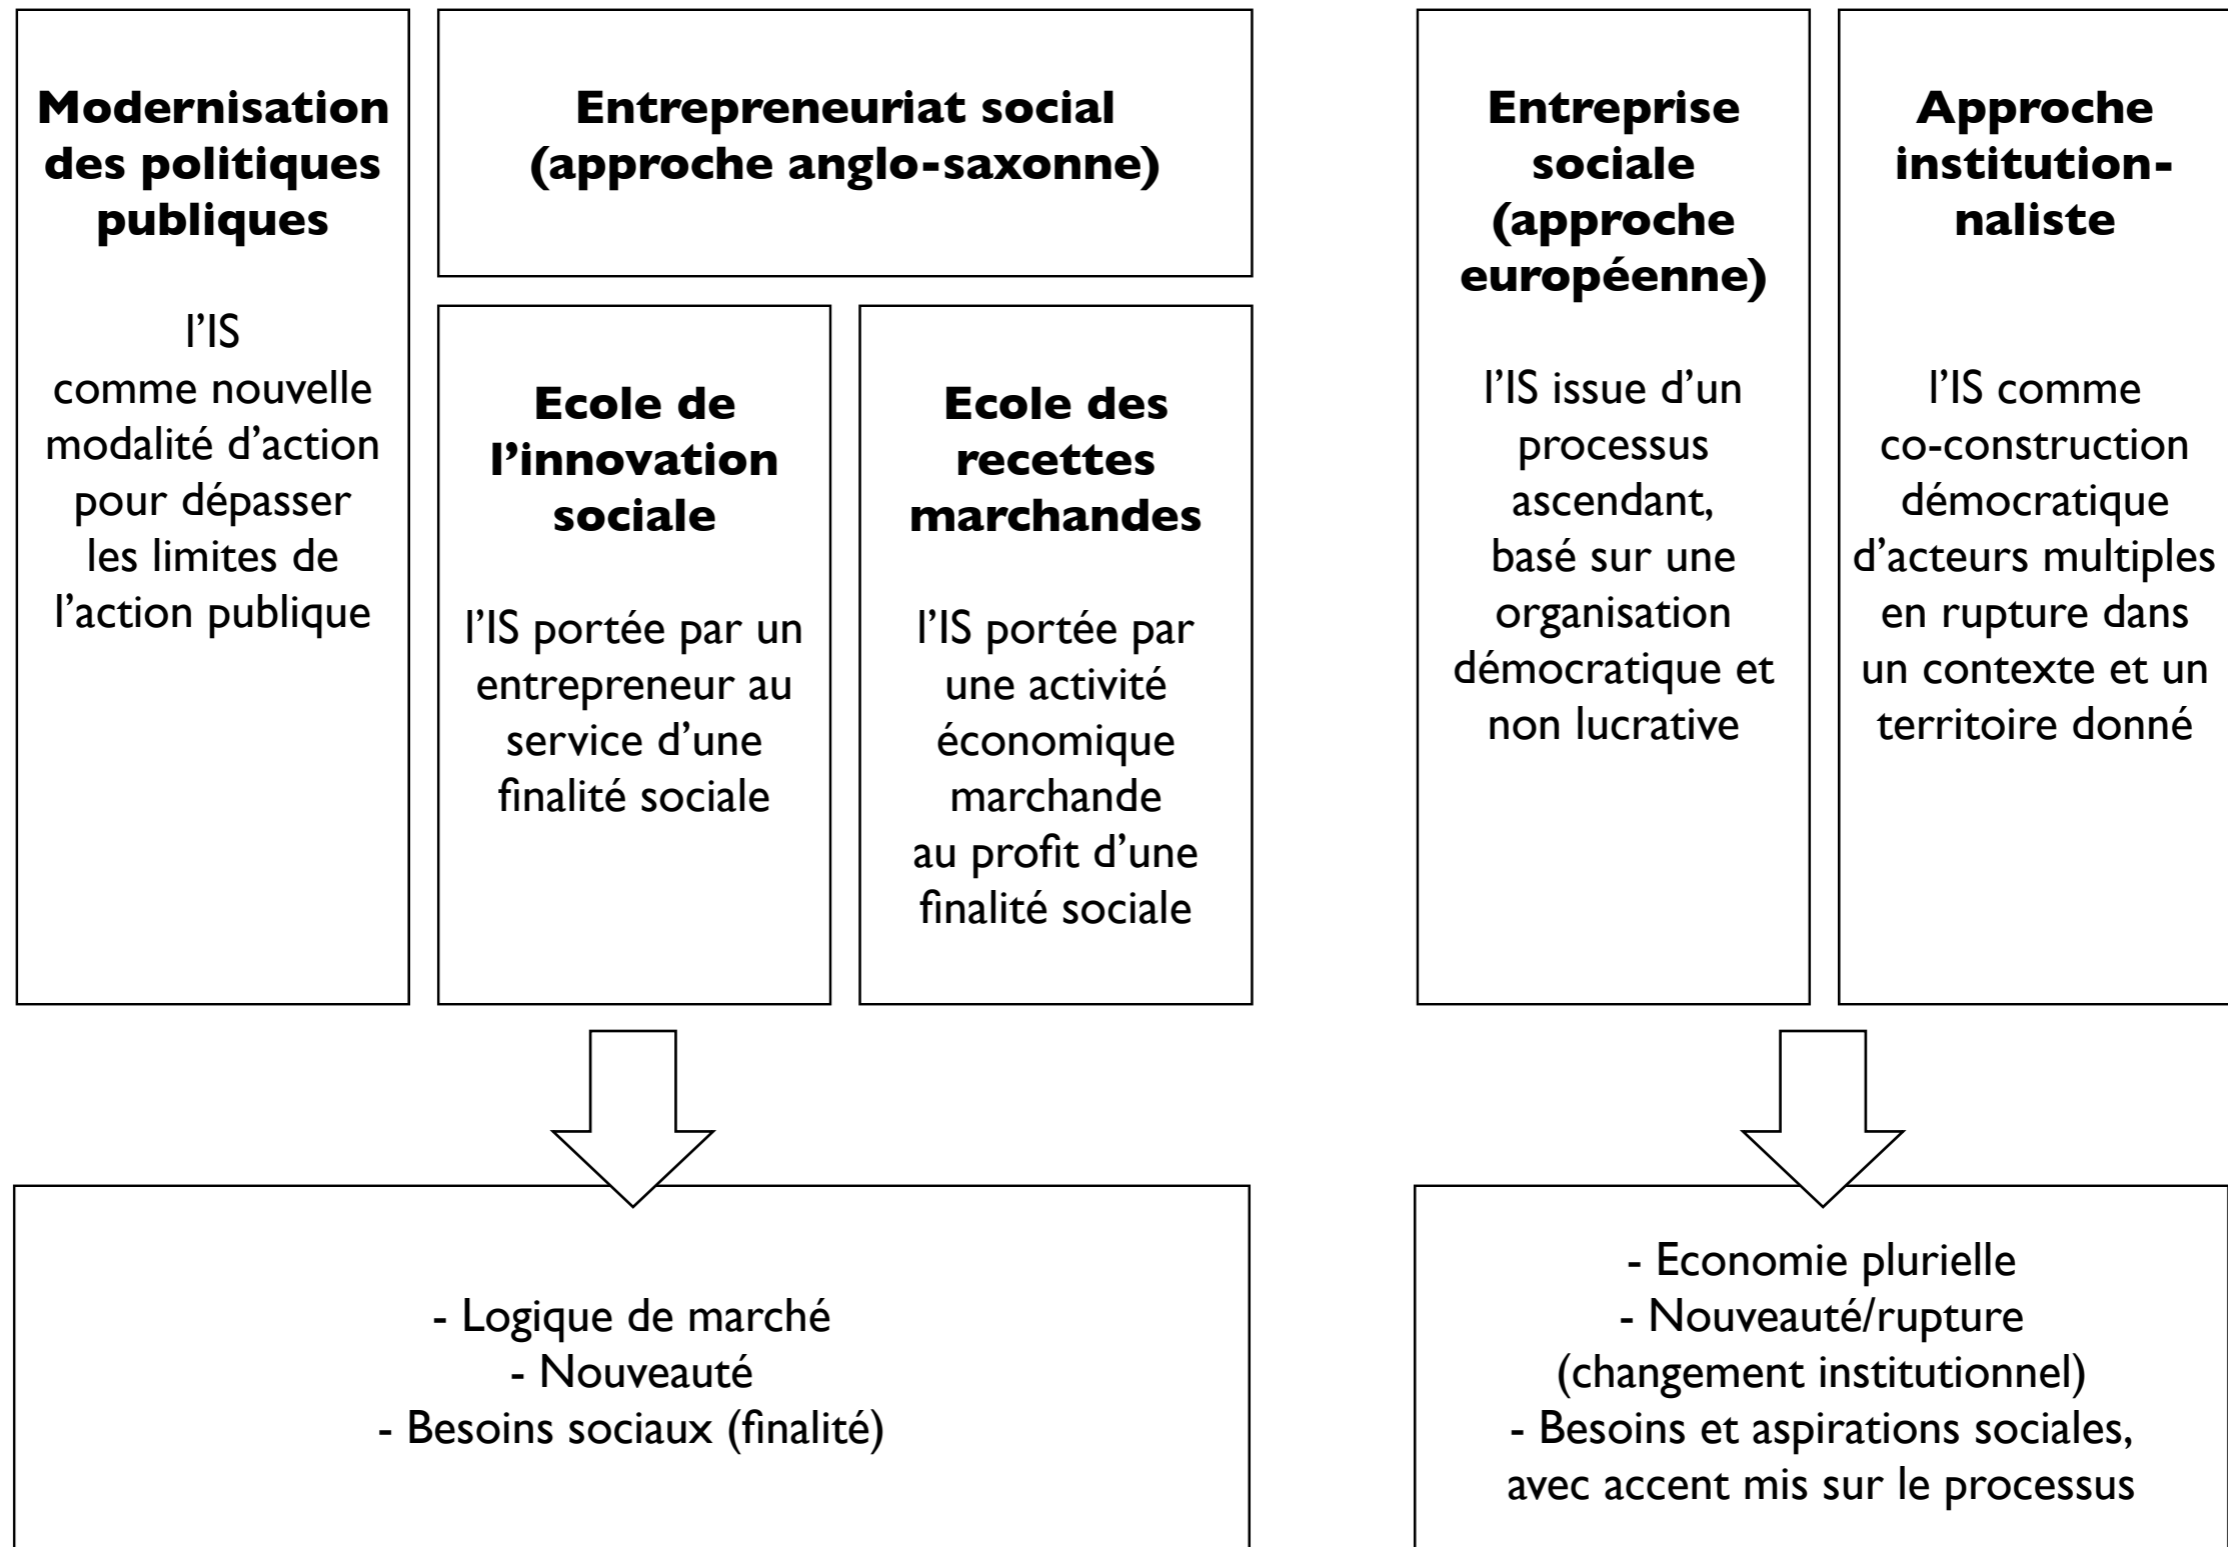 Modernisation
des politiques
publiques
l’IS
comme nouvelle
modalité d’action
pour dépasser
les limites de
l’action publique
Entrepreneuriat social
(approche anglo-saxonne)
Ecole de
l’innovation
sociale
l’IS portée par un
entrepreneur au
service d’une
finalité sociale
Ecole des
recettes
marchandes
l’IS portée par
une activité
économique
marchande
au profit d’une
finalité sociale
Entreprise
sociale
(approche
européenne)
l’IS issue d’un
processus
ascendant,
basé sur une
organisation
démocratique et
non lucrative
Approche
institution-
naliste
l’IS comme
co-construction
démocratique
d’acteurs multiples
en rupture dans
un contexte et un
territoire donné
- Logique de marché
- Nouveauté
- Besoins sociaux (finalité)
- Economie plurielle
- Nouveauté/rupture
(changement institutionnel)
- Besoins et aspirations sociales,
avec accent mis sur le processus